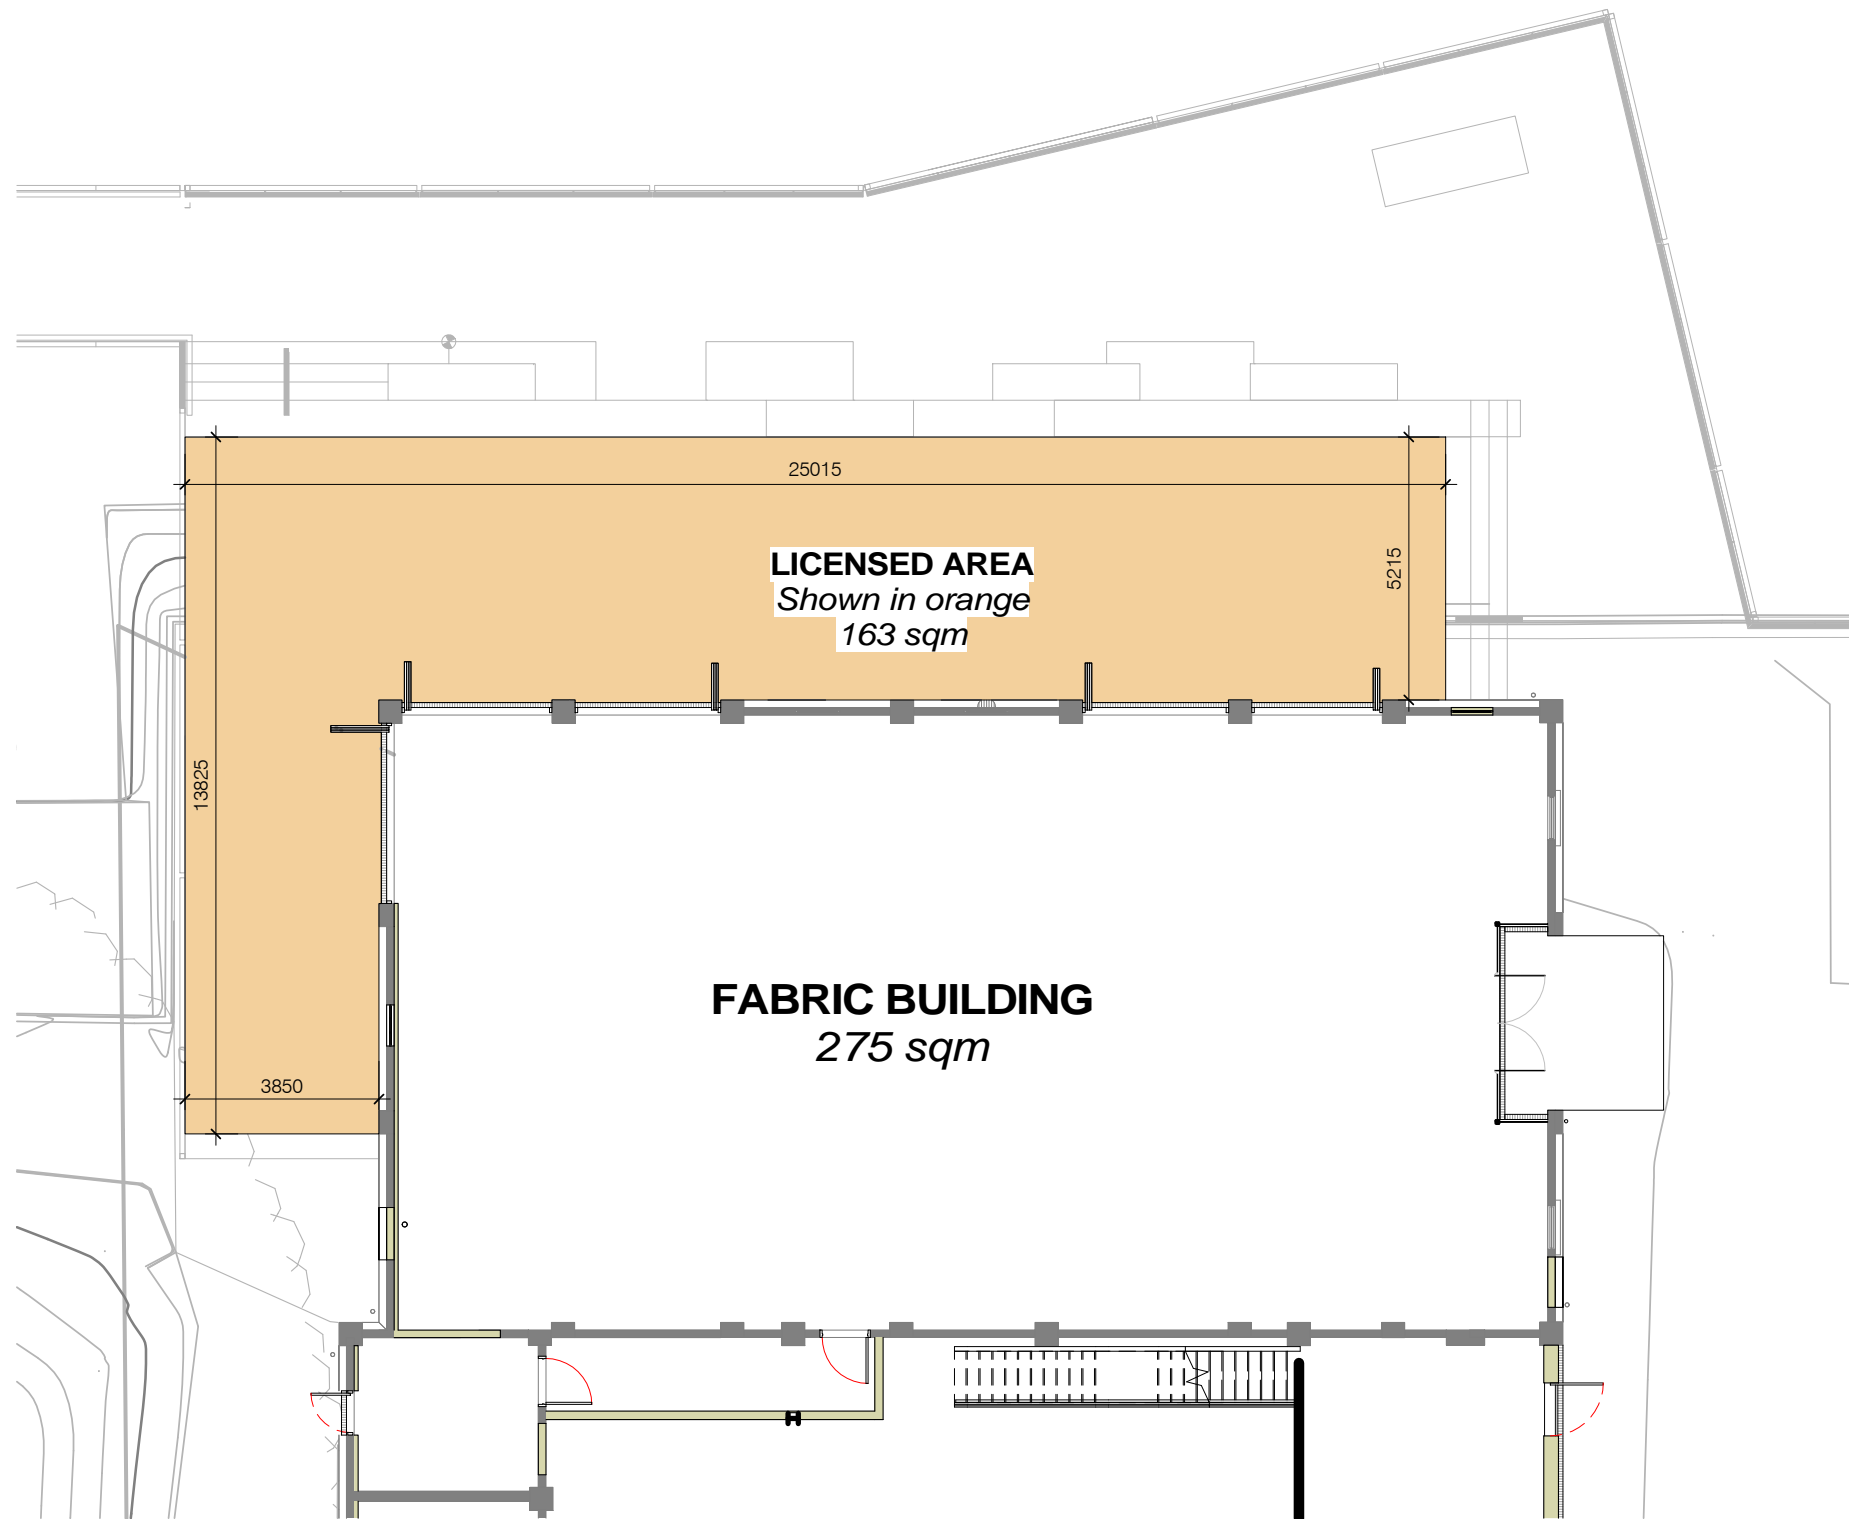 25015
LICENSED AREA
Shown in orange
163 sqm
5215
13825
FABRIC BUILDING
275 sqm
3850